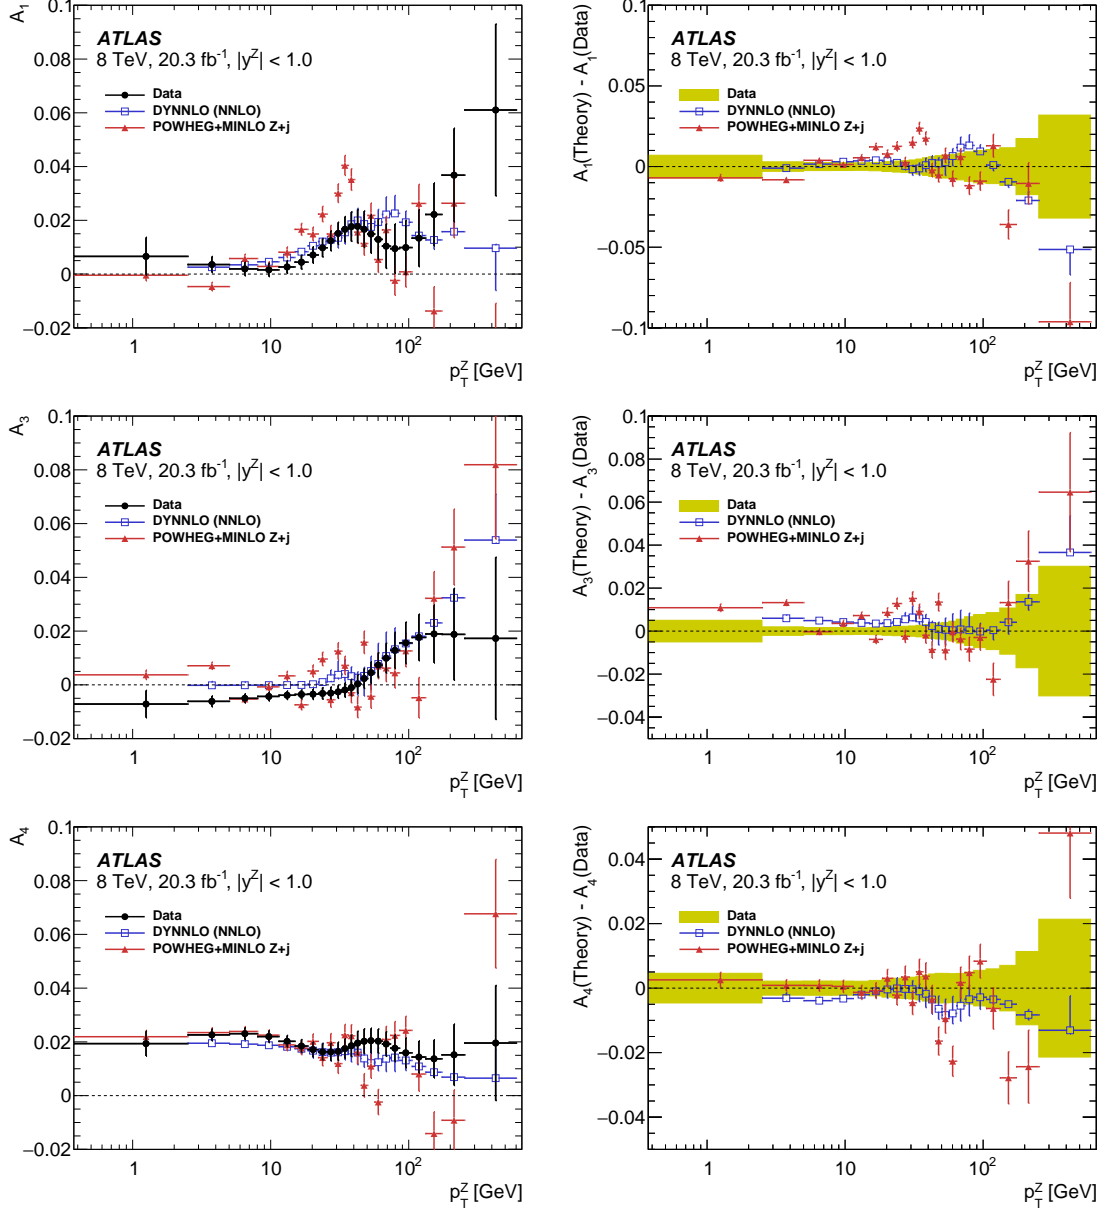 A1
0.1
0.08
0.06
0.04
0.02
0
−0.02
ATLAS
8 TeV, 20.3 fb-1, |yZ| < 1.0
Data
DYNNLO (NNLO)
POWHEG+MINLO Z+j
1
10
10²
pTZ [GeV]
A1(Theory) - A1(Data)
0.1
0.05
0
−0.05
−0.1
ATLAS
8 TeV, 20.3 fb-1, |yZ| < 1.0
Data
DYNNLO (NNLO)
POWHEG+MINLO Z+j
1
10
10²
pTZ [GeV]
A3
0.1
0.08
0.06
0.04
0.02
0
−0.02
ATLAS
8 TeV, 20.3 fb-1, |yZ| < 1.0
Data
DYNNLO (NNLO)
POWHEG+MINLO Z+j
1
10
10²
pTZ [GeV]
A3(Theory) - A3(Data)
0.1
0.08
0.06
0.04
0.02
0
−0.02
−0.04
ATLAS
8 TeV, 20.3 fb-1, |yZ| < 1.0
Data
DYNNLO (NNLO)
POWHEG+MINLO Z+j
1
10
10²
pTZ [GeV]
A4
0.1
0.08
0.06
0.04
0.02
0
−0.02
ATLAS
8 TeV, 20.3 fb-1, |yZ| < 1.0
Data
DYNNLO (NNLO)
POWHEG+MINLO Z+j
1
10
10²
pTZ [GeV]
A4(Theory) - A4(Data)
0.04
0.02
0
−0.02
−0.04
ATLAS
8 TeV, 20.3 fb-1, |yZ| < 1.0
Data
DYNNLO (NNLO)
POWHEG+MINLO Z+j
1
10
10²
pTZ [GeV]